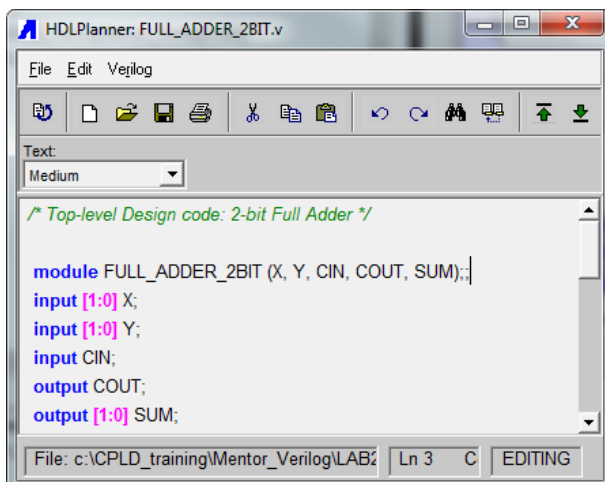 HDLPlanner: FULL_ADDER_2BIT.v
File Edit Verilog
Text:
Medium
/* Top-level Design code: 2-bit Full Adder */
module FULL_ADDER_2BIT (X, Y, CIN, COUT, SUM);;
input [1:0] X;
input [1:0] Y;
input CIN;
output COUT;
output [1:0] SUM;
File: c:\CPLD_training\Mentor_Verilog\LAB2 Ln 3 C EDITING